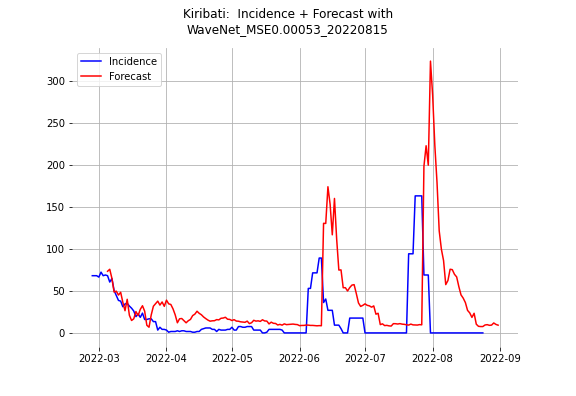 Kiribati:  Incidence + Forecast with
WaveNet_MSE0.00053_20220815
Incidence
Forecast
300
250
200
150
100
50
0
2022-03 2022-04 2022-05 2022-06 2022-07 2022-08 2022-09